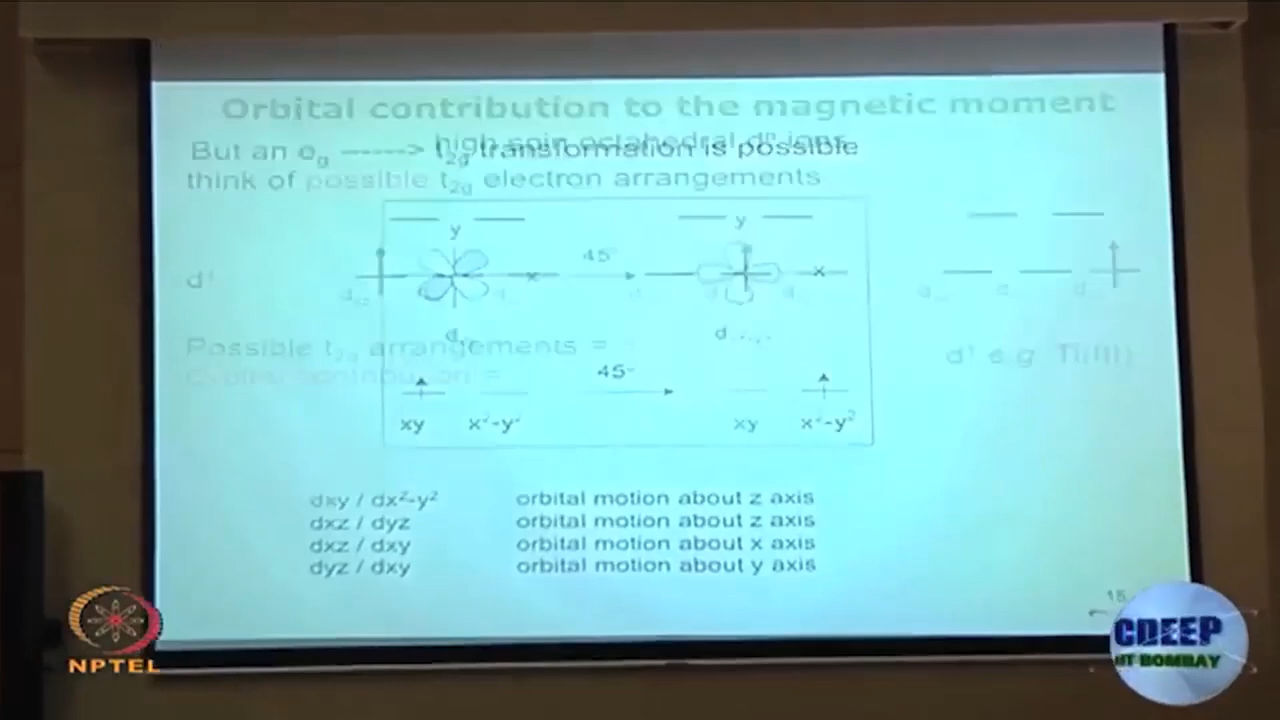 Orbital contribution to the magnetic moment
But an eg ------> t2g transformation is possible
high spin octahedral dⁿ ions
think of possible t2g electron arrangements
y
y
45°
x
x
d¹
d
Possible t2g arrangements =
Orbital contribution =
d¹ e.g. Ti(III)
45°
xy x²-y²
xy x²-y²
dxy / dx²-y² orbital motion about z axis
dxz / dyz orbital motion about z axis
dxz / dxy orbital motion about x axis
dyz / dxy orbital motion about y axis
15
NPTEL
CDEEP
IIT BOMBAY